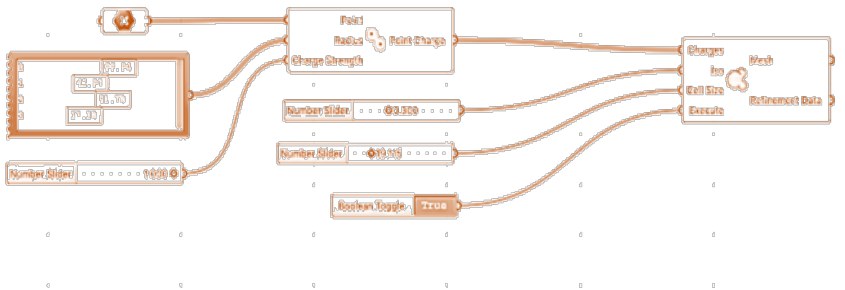 Point
Radius
Point Charge
Charge Strength
Number Slider
Number Slider
Number Slider
Boolean Toggle
True
Charges
Iso
Cell Size
Execute
Mesh
Refinement Data